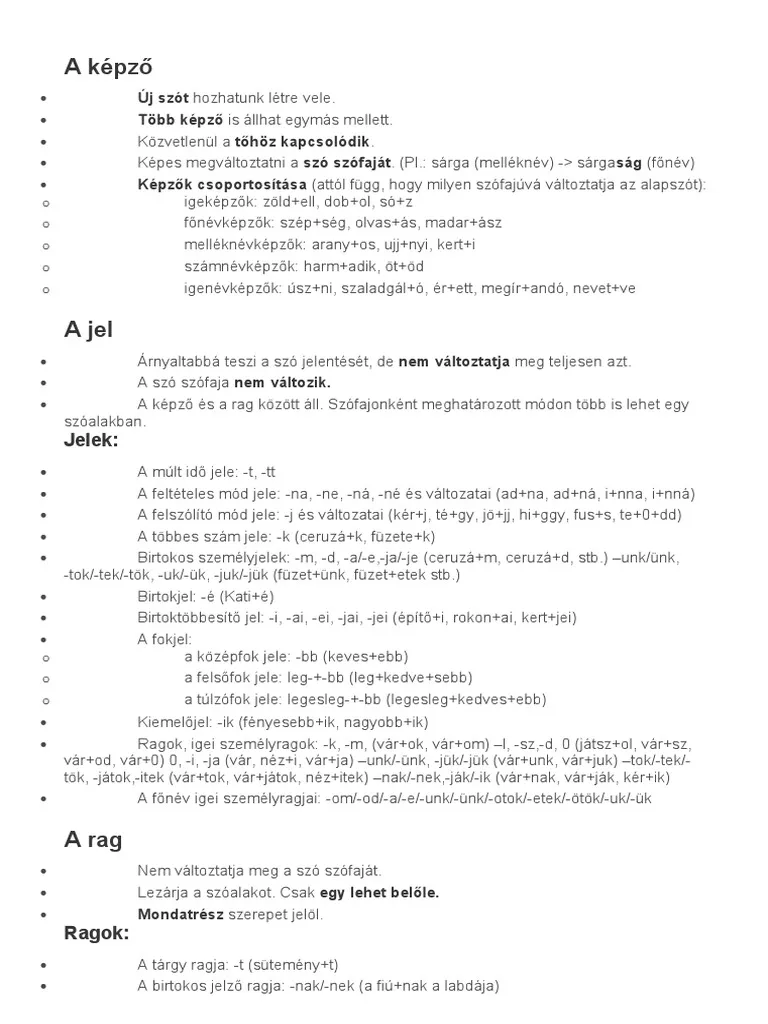 A képző
• Új szót hozhatunk létre vele.
• Több képző is állhat egymás mellett.
• Közvetlenül a tőhöz kapcsolódik.
• Képes megváltoztatni a szó szófaját. (Pl.: sárga (melléknév) -> sárgaság (főnév)
• Képzők csoportosítása (attól függ, hogy milyen szófajúvá változtatja az alapszót):
o igeképzők: zöld+ell, dob+ol, só+z
o főnévképzők: szép+ség, olvas+ás, madar+ász
o melléknévképzők: arany+os, ujj+nyi, kert+i
o számnévképzők: harm+adik, öt+öd
o igenévképzők: úsz+ni, szaladgál+ó, ér+ett, megír+andó, nevet+ve
A jel
• Árnyaltabbá teszi a szó jelentését, de nem változtatja meg teljesen azt.
• A szó szófaja nem változik.
• A képző és a rag között áll. Szófajonként meghatározott módon több is lehet egy
szóalakban.
Jelek:
• A múlt idő jele: -t, -tt
• A feltételes mód jele: -na, -ne, -ná, -né és változatai (ad+na, ad+ná, i+nna, i+nná)
• A felszólító mód jele: -j és változatai (kér+j, té+gy, jö+jj, hi+ggy, fus+s, te+0+dd)
• A többes szám jele: -k (ceruzá+k, füzete+k)
• Birtokos személyjelek: -m, -d, -a/-e,-ja/-je (ceruzá+m, ceruzá+d, stb.) –unk/ünk,
-tok/-tek/-tök, -uk/-ük, -juk/-jük (füzet+ünk, füzet+etek stb.)
• Birtokjel: -é (Kati+é)
• Birtoktöbbesítő jel: -i, -ai, -ei, -jai, -jei (építő+i, rokon+ai, kert+jei)
• A fokjel:
o a középfok jele: -bb (keves+ebb)
o a felsőfok jele: leg-+-bb (leg+kedve+sebb)
o a túlzófok jele: legesleg-+-bb (legesleg+kedves+ebb)
• Kiemelőjel: -ik (fényesebb+ik, nagyobb+ik)
• Ragok, igei személyragok: -k, -m, (vár+ok, vár+om) –l, -sz,-d, 0 (játsz+ol, vár+sz,
vár+od, vár+0) 0, -i, -ja (vár, néz+i, vár+ja) –unk/-ünk, -jük/-jük (vár+unk, vár+juk) –tok/-tek/-
tök, -játok,-itek (vár+tok, vár+játok, néz+itek) –nak/-nek,-ják/-ik (vár+nak, vár+ják, kér+ik)
• A főnév igei személyragjai: -om/-od/-a/-e/-unk/-ünk/-otok/-etek/-ötök/-uk/-ük
A rag
• Nem változtatja meg a szó szófaját.
• Lezárja a szóalakot. Csak egy lehet belőle.
• Mondatrész szerepet jelöl.
Ragok:
• A tárgy ragja: -t (sütemény+t)
• A birtokos jelző ragja: -nak/-nek (a fiú+nak a labdája)